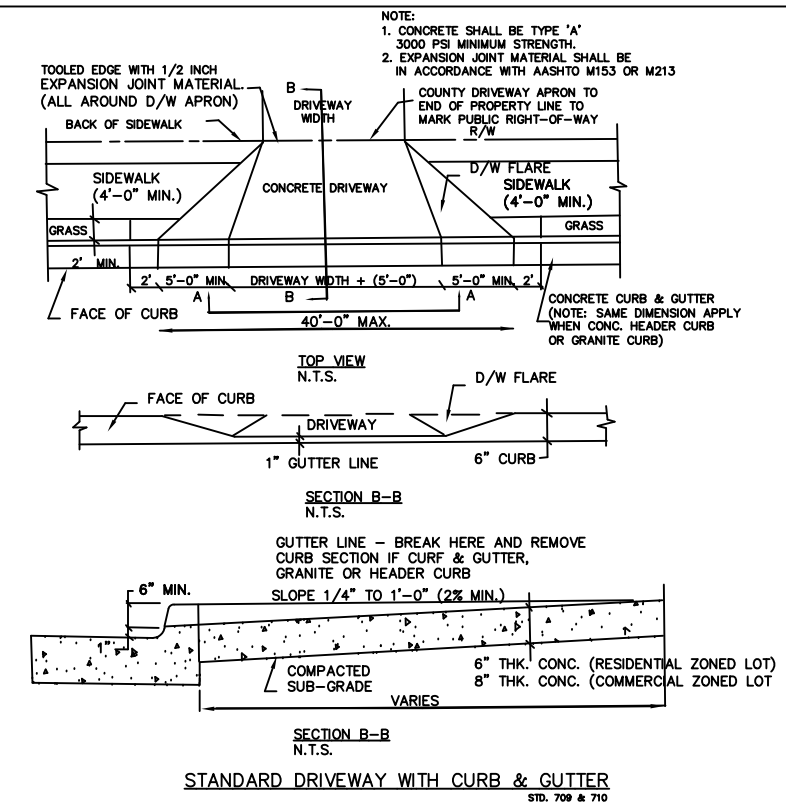 NOTE:
1. CONCRETE SHALL BE TYPE 'A'
3000 PSI MINIMUM STRENGTH.
2. EXPANSION JOINT MATERIAL SHALL BE
IN ACCORDANCE WITH AASHTO M153 OR M213
TOOLED EDGE WITH 1/2 INCH
EXPANSION JOINT MATERIAL.
(ALL AROUND D/W APRON)
B
DRIVEWAY
WIDTH
COUNTY DRIVEWAY APRON TO
END OF PROPERTY LINE TO
MARK PUBLIC RIGHT-OF-WAY
R/W
BACK OF SIDEWALK
SIDEWALK
(4'-0" MIN.)
CONCRETE DRIVEWAY
D/W FLARE
SIDEWALK
(4'-0" MIN.)
GRASS
GRASS
2' MIN.
2'
5'-0" MIN.
DRIVEWAY WIDTH + (5'-0")
5'-0" MIN.
2'
A
B
A
FACE OF CURB
40'-0" MAX.
CONCRETE CURB & GUTTER
(NOTE: SAME DIMENSION APPLY
WHEN CONC. HEADER CURB
OR GRANITE CURB)
TOP VIEW
N.T.S.
FACE OF CURB
D/W FLARE
DRIVEWAY
1" GUTTER LINE
6" CURB
SECTION B-B
N.T.S.
GUTTER LINE - BREAK HERE AND REMOVE
CURB SECTION IF CURF & GUTTER,
GRANITE OR HEADER CURB
6" MIN.
SLOPE 1/4" TO 1'-0" (2% MIN.)
1"
COMPACTED
SUB-GRADE
6" THK. CONC. (RESIDENTIAL ZONED LOT)
8" THK. CONC. (COMMERCIAL ZONED LOT
VARIES
SECTION B-B
N.T.S.
STANDARD DRIVEWAY WITH CURB & GUTTER
STD. 709 & 710